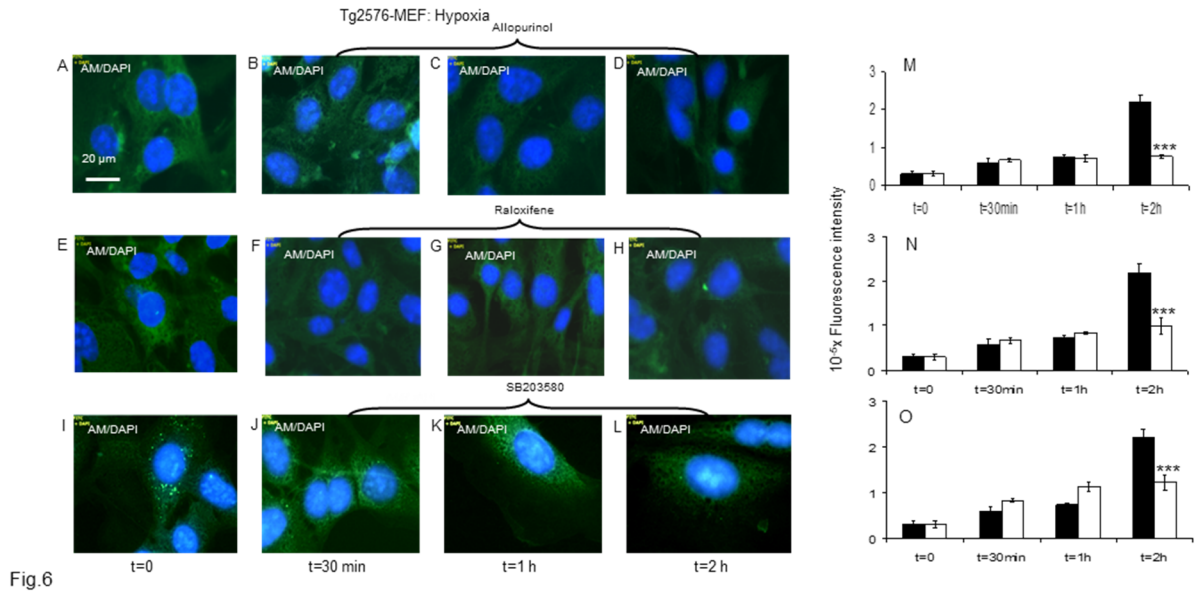 Tg2576-MEF: Hypoxia
Allopurinol
A
AM/DAPI
20 µm
B
AM/DAPI
C
AM/DAPI
D
AM/DAPI
Raloxifene
E
AM/DAPI
F
AM/DAPI
G
AM/DAPI
H
AM/DAPI
SB203580
I
AM/DAPI
J
AM/DAPI
K
AM/DAPI
L
AM/DAPI
t=0
t=30 min
t=1 h
t=2 h
Fig.6
10⁻⁵x Fluorescence intensity
M
3
2
1
0
***
t=0
t=30min
t=1h
t=2h
N
3
2
1
0
***
t=0
t=30min
t=1h
t=2h
O
3
2
1
0
***
t=0
t=30min
t=1h
t=2h